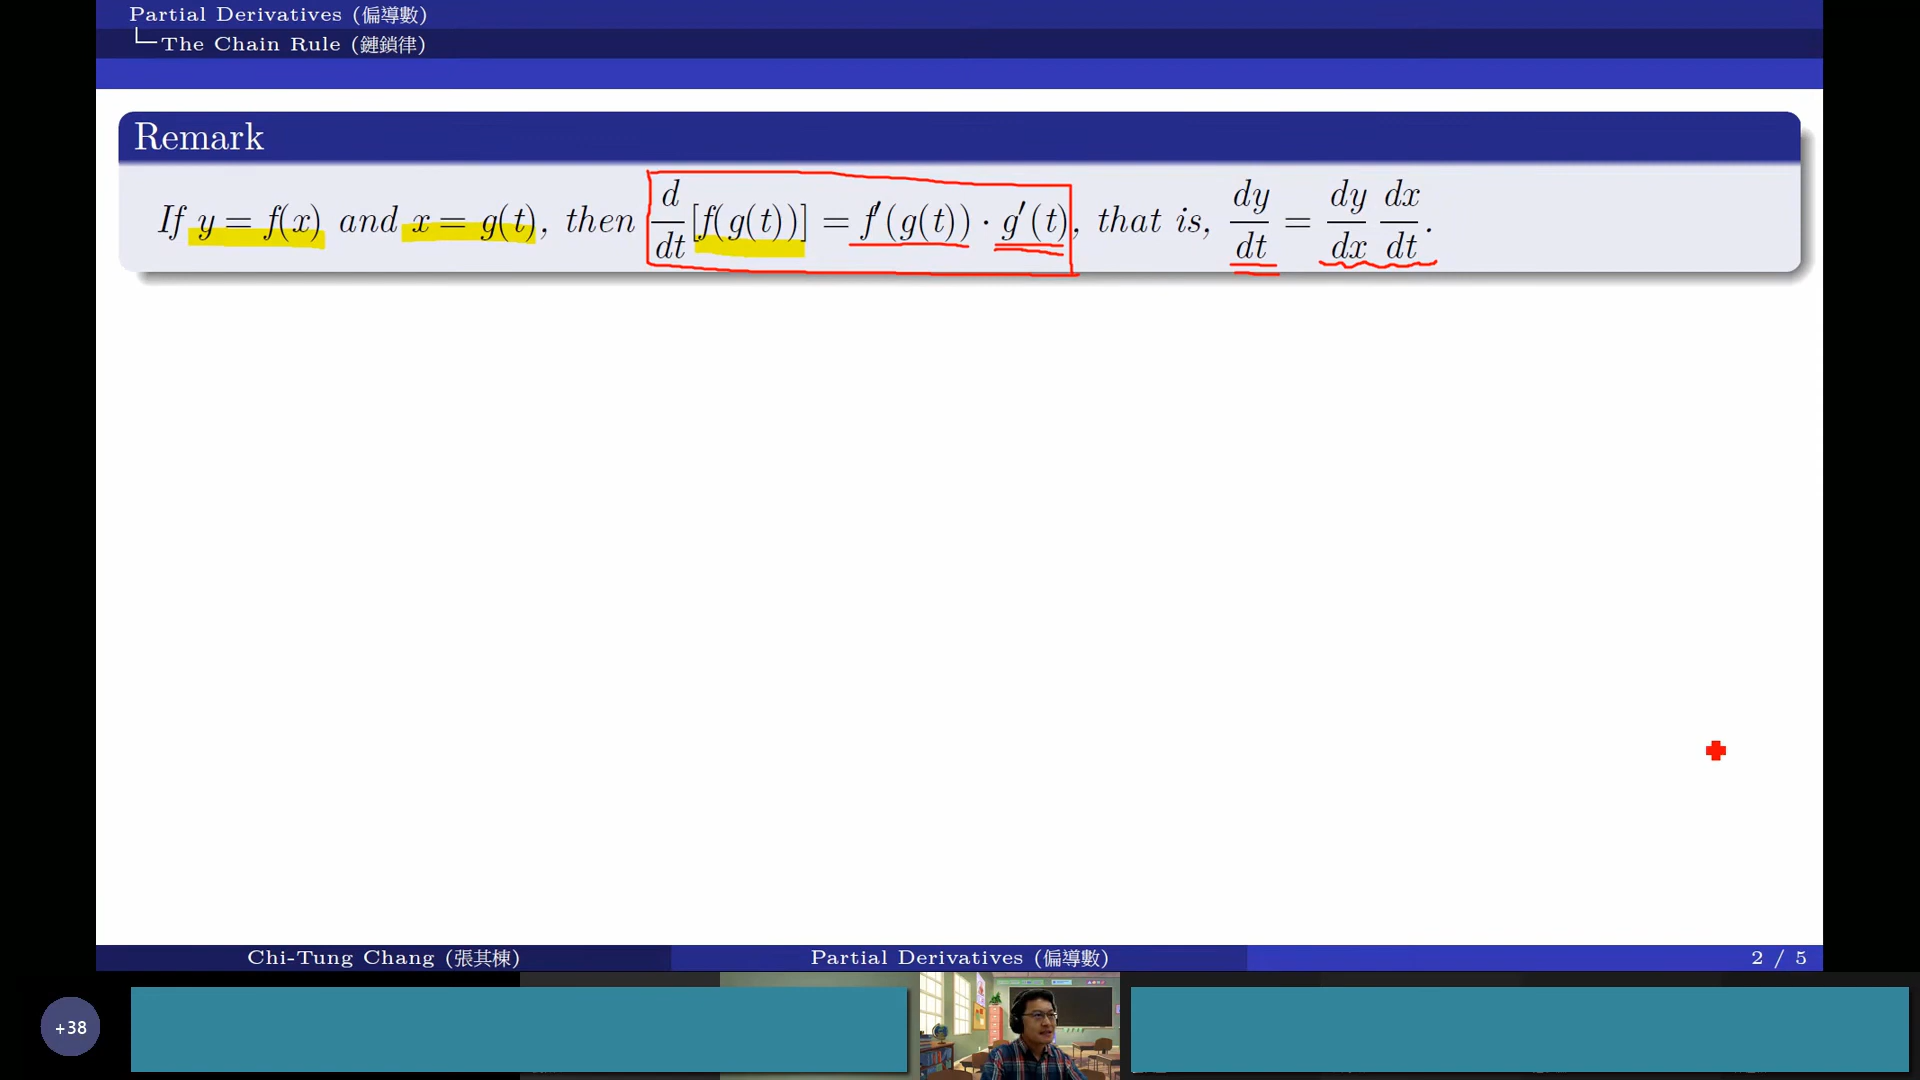 Partial Derivatives (偏導數)
The Chain Rule (鏈鎖律)
Remark
If y = f(x) and x = g(t), then d/dt[f(g(t))] = f′(g(t)) · g′(t), that is, dy/dt = dy/dx dx/dt.
Chi-Tung Chang (張其棟) Partial Derivatives (偏導數) 2 / 5
+38